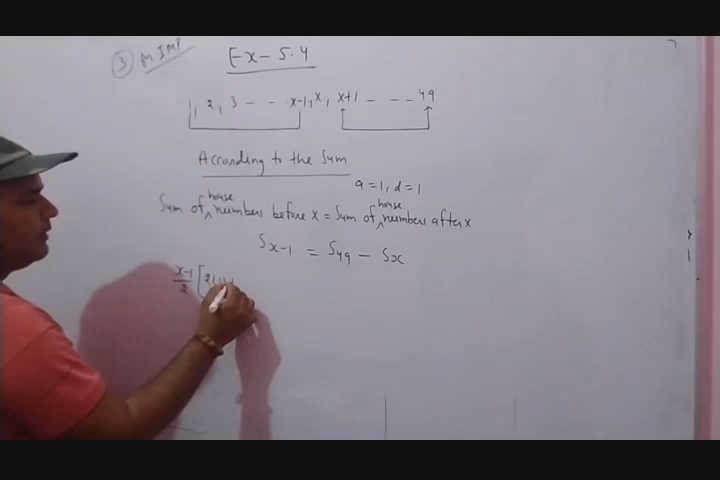 ③ M IMP
Ex-5.4
1, 2, 3 - - x-1, x, x+1 - - - 49
According to the Sum
a = 1, d = 1
Sum of house numbers before x = Sum of house numbers after x
S x-1 = S49 - Sx
x-1/2 [2(1)+